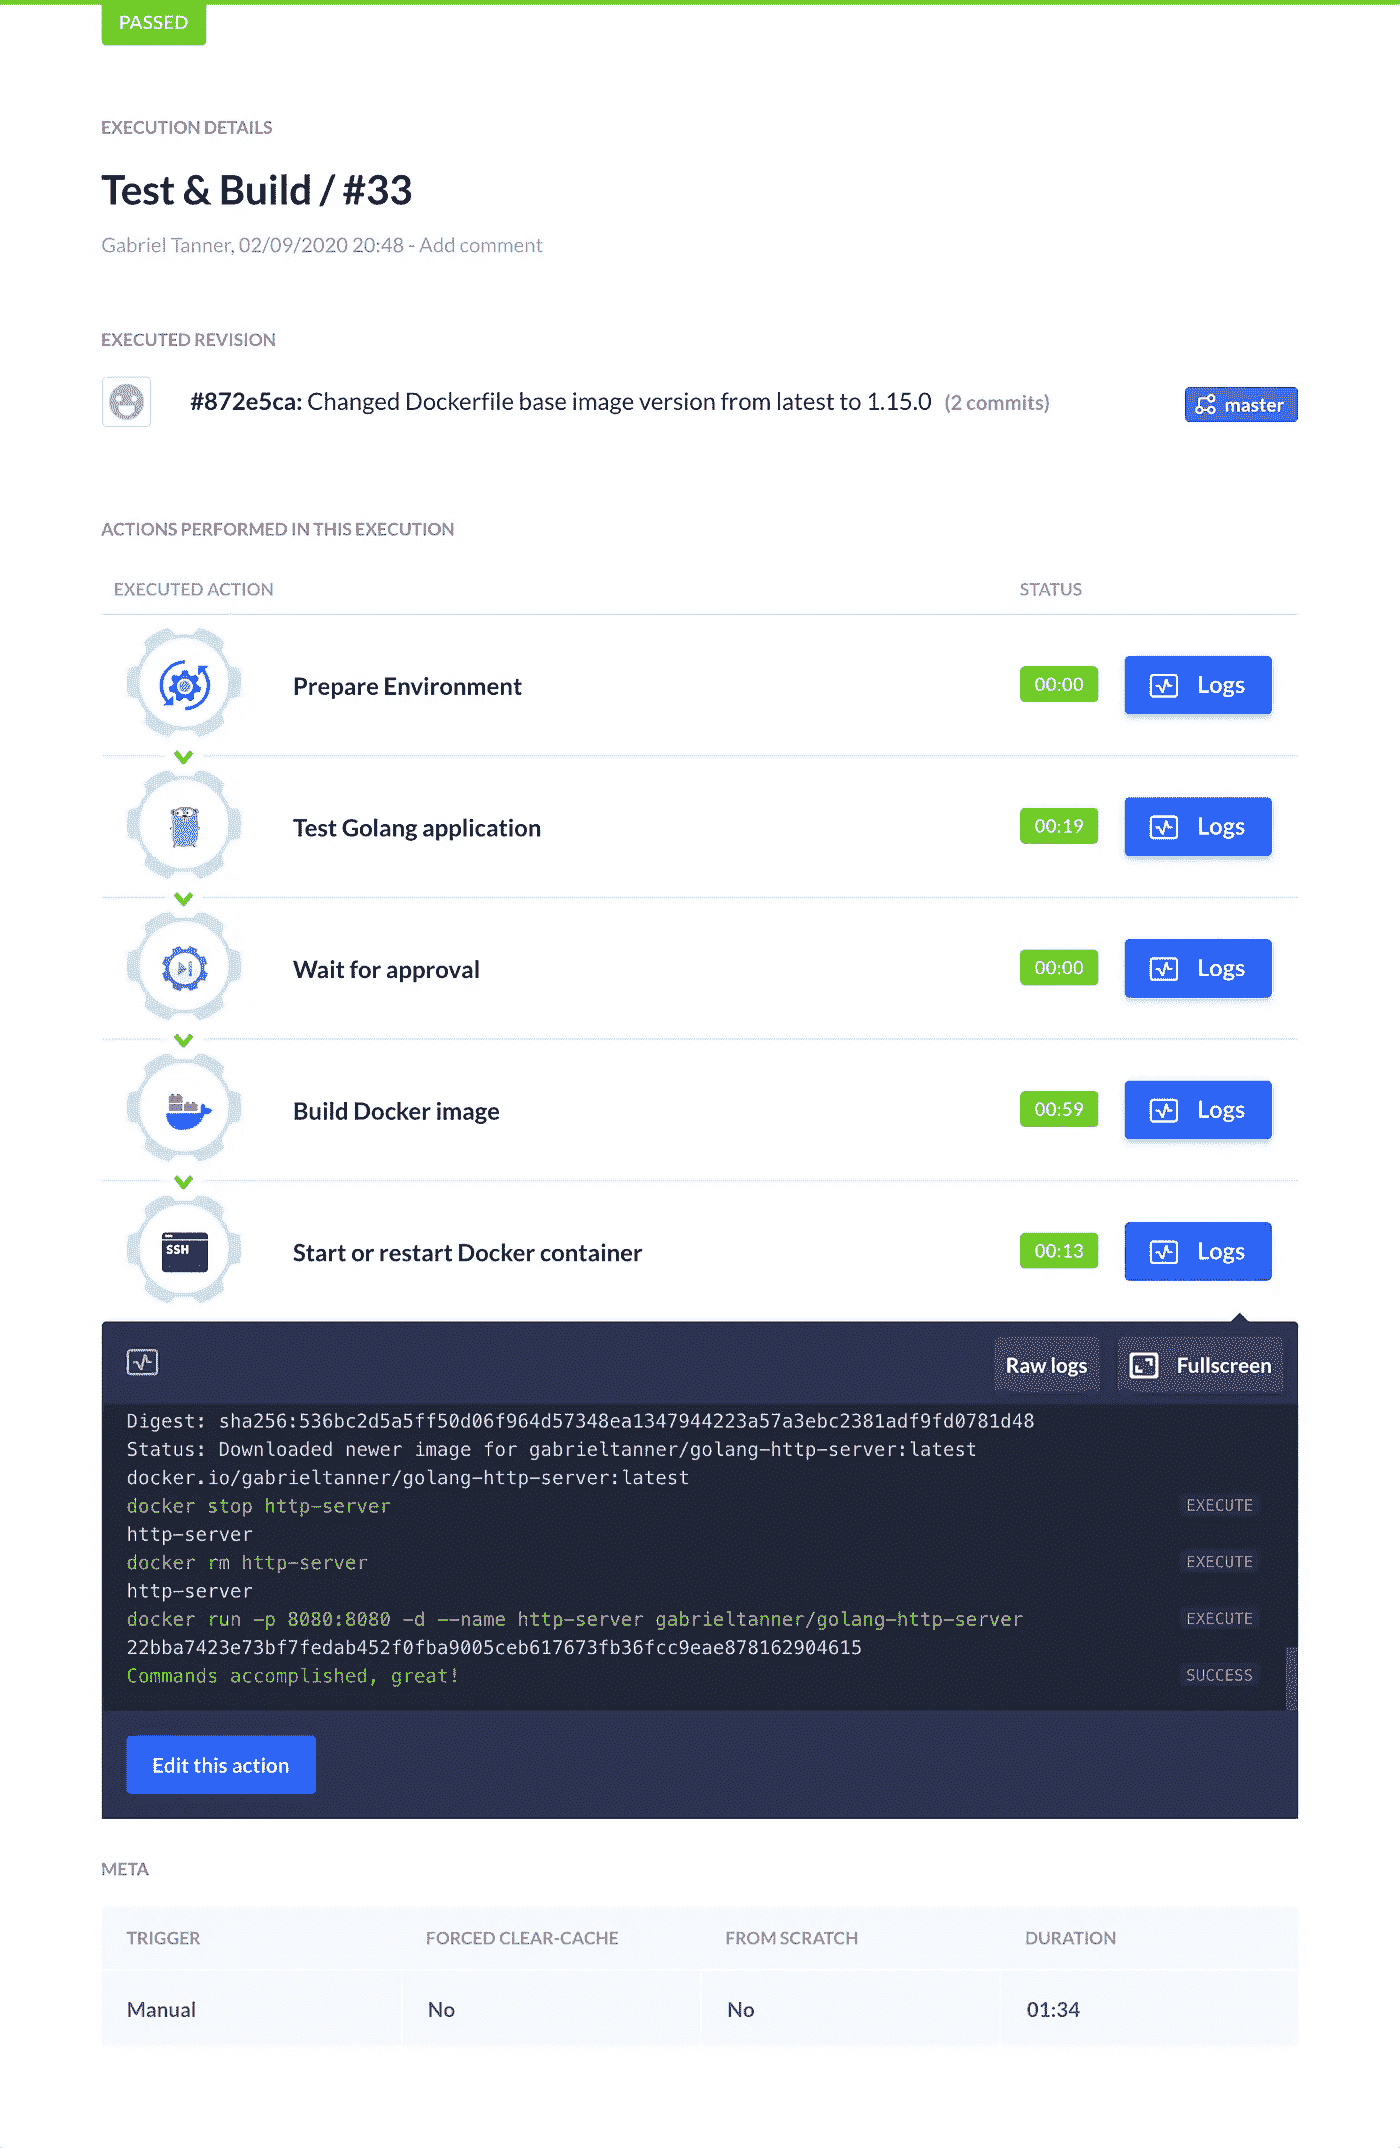 PASSED
EXECUTION DETAILS
Test & Build / #33
Gabriel Tanner, 02/09/2020 20:48 - Add comment
EXECUTED REVISION
#872e5ca: Changed Dockerfile base image version from latest to 1.15.0 (2 commits) master
ACTIONS PERFORMED IN THIS EXECUTION
EXECUTED ACTION STATUS
Prepare Environment 00:00 Logs
Test Golang application 00:19 Logs
Wait for approval 00:00 Logs
Build Docker image 00:59 Logs
SSH Start or restart Docker container 00:13 Logs
Raw logs Fullscreen
Digest: sha256:536bc2d5a5ff50d06f964d57348ea1347944223a57a3ebc2381adf9fd0781d48
Status: Downloaded newer image for gabrieltanner/golang-http-server:latest
docker.io/gabrieltanner/golang-http-server:latest
docker stop http-server EXECUTE
http-server
docker rm http-server EXECUTE
http-server
docker run -p 8080:8080 -d --name http-server gabrieltanner/golang-http-server EXECUTE
22bba7423e73bf7fedab452f0fba9005ceb617673fb36fcc9eae878162904615
Commands accomplished, great! SUCCESS
Edit this action
META
TRIGGER FORCED CLEAR-CACHE FROM SCRATCH DURATION
Manual No No 01:34